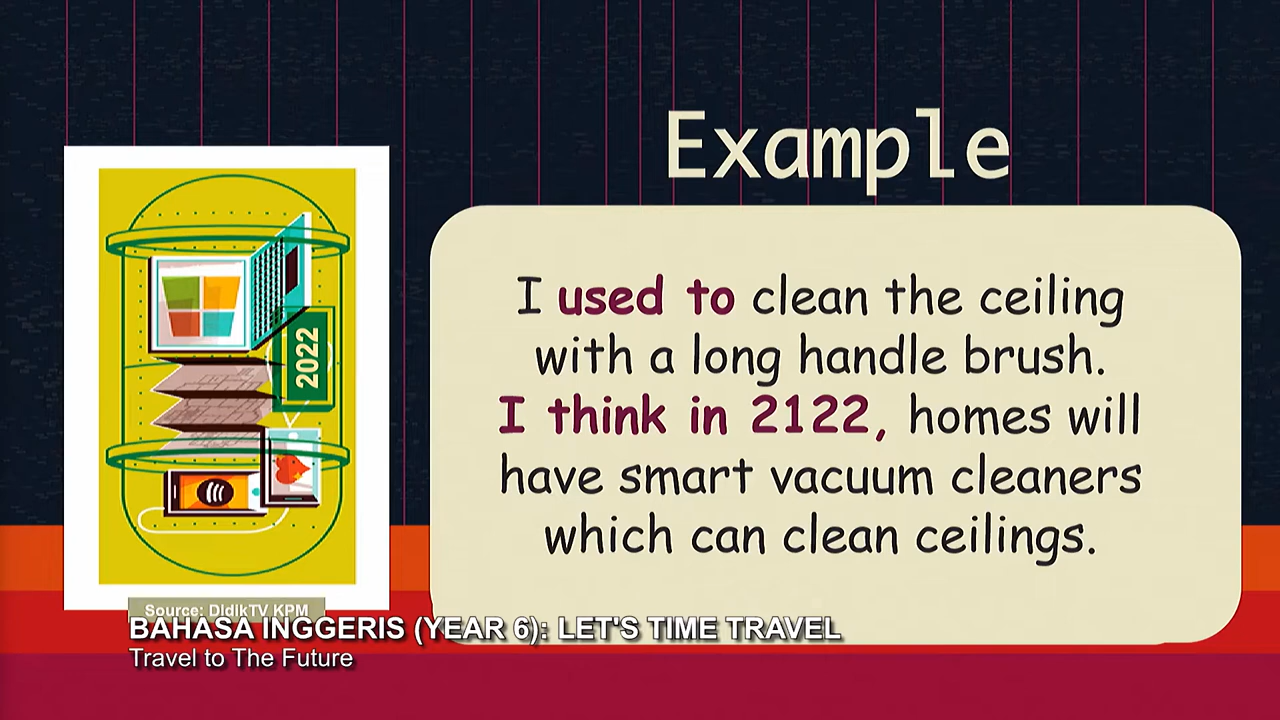 Example
I used to clean the ceiling
with a long handle brush.
I think in 2122, homes will
have smart vacuum cleaners
which can clean ceilings.
2022
Source: DidikTV KPM
BAHASA INGGERIS (YEAR 6): LET'S TIME TRAVEL
Travel to The Future